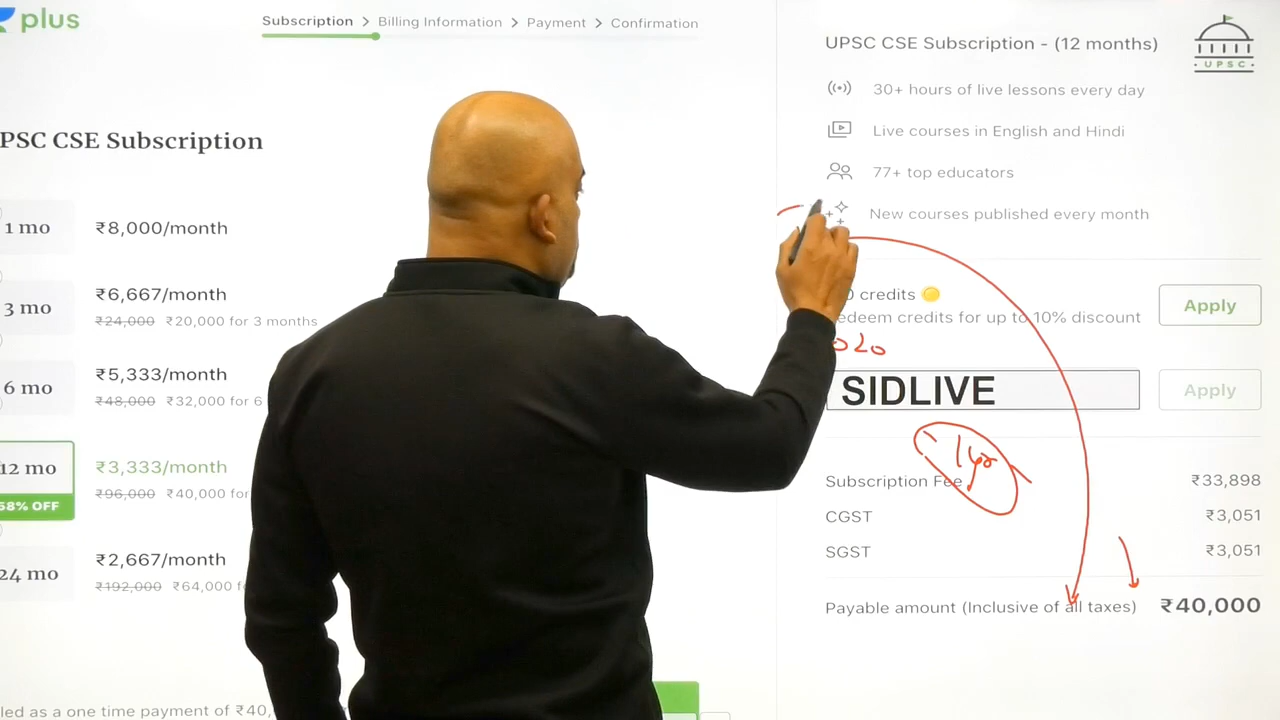 plus
Subscription > Billing Information > Payment > Confirmation
PSC CSE Subscription
1 mo
₹8,000/month
3 mo
₹6,667/month
₹24,000 ₹20,000 for 3 months
6 mo
₹5,333/month
₹48,000 ₹32,000 for 6
12 mo
₹3,333/month
58% OFF
₹96,000 ₹40,000 for
24 mo
₹2,667/month
₹192,000 ₹64,000 f
led as a one time payment of ₹40,
UPSC CSE Subscription - (12 months)
UPSC
30+ hours of live lessons every day
Live courses in English and Hindi
77+ top educators
New courses published every month
0 credits
edeem credits for up to 10% discount
Apply
SIDLIVE
Apply
1yr
Subscription Fee ₹33,898
CGST ₹3,051
SGST ₹3,051
Payable amount (Inclusive of all taxes) ₹40,000